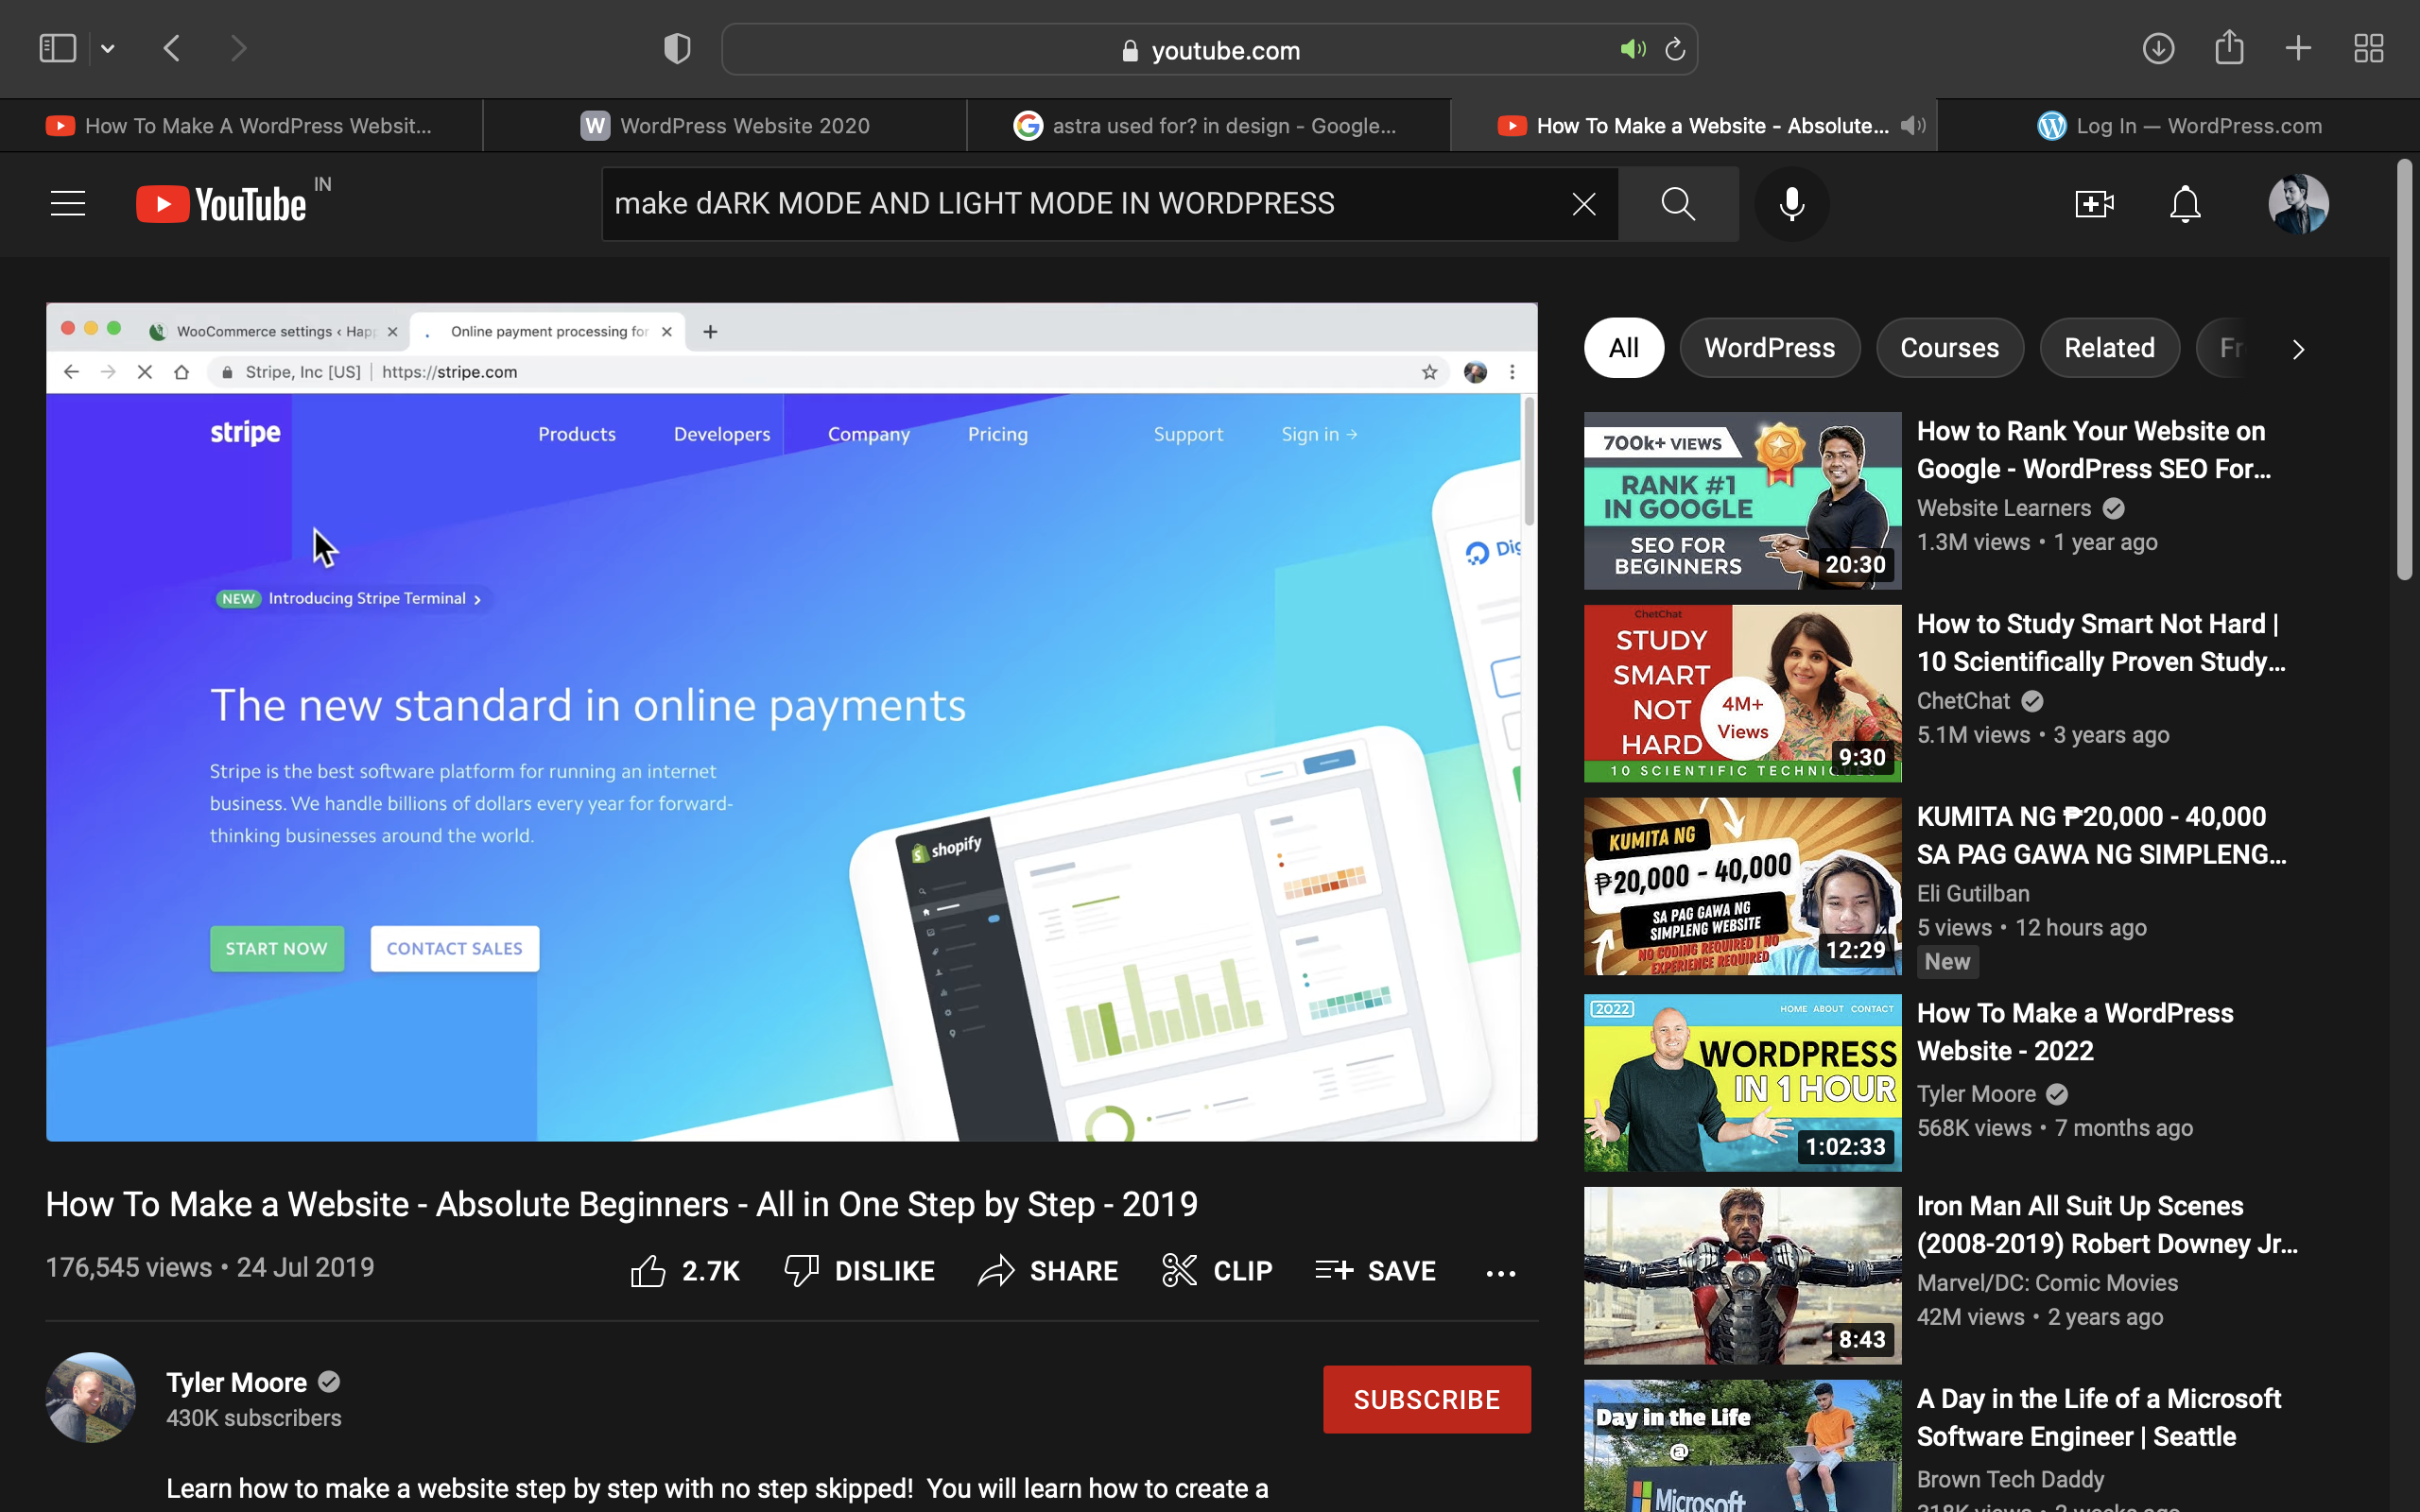 youtube.com
How To Make A WordPress Websit...
W WordPress Website 2020
astra used for? in design - Google...
How To Make a Website - Absolute...
Log In — WordPress.com
YouTube IN
make dARK MODE AND LIGHT MODE IN WORDPRESS
WooCommerce settings ‹ Happ
Online payment processing for
Stripe, Inc [US] | https://stripe.com
stripe
Products Developers Company Pricing Support Sign in →
NEW Introducing Stripe Terminal
The new standard in online payments
Stripe is the best software platform for running an internet
business. We handle billions of dollars every year for forward-
thinking businesses around the world.
START NOW CONTACT SALES
shopify
Dig
How To Make a Website - Absolute Beginners - All in One Step by Step - 2019
176,545 views • 24 Jul 2019
2.7K DISLIKE SHARE CLIP SAVE ...
Tyler Moore
430K subscribers
SUBSCRIBE
Learn how to make a website step by step with no step skipped! You will learn how to create a
All WordPress Courses Related Fr
700k+ VIEWS
RANK #1
IN GOOGLE
SEO FOR
BEGINNERS
20:30
How to Rank Your Website on
Google - WordPress SEO For...
Website Learners
1.3M views • 1 year ago
ChetChat
STUDY
SMART
NOT
HARD
4M+
Views
10 SCIENTIFIC TECHNIQUES
9:30
How to Study Smart Not Hard |
10 Scientifically Proven Study...
ChetChat
5.1M views • 3 years ago
KUMITA NG
₱20,000 - 40,000
SA PAG GAWA NG
SIMPLENG WEBSITE
NO CODING REQUIRED | NO
EXPERIENCE REQUIRED
12:29
KUMITA NG ₱20,000 - 40,000
SA PAG GAWA NG SIMPLENG...
Eli Gutilban
5 views • 12 hours ago
New
2022
HOME ABOUT CONTACT
WORDPRESS
IN 1 HOUR
1:02:33
How To Make a WordPress
Website - 2022
Tyler Moore
568K views • 7 months ago
8:43
Iron Man All Suit Up Scenes
(2008-2019) Robert Downey Jr...
Marvel/DC: Comic Movies
42M views • 2 years ago
Day in the Life
@
Microsoft
A Day in the Life of a Microsoft
Software Engineer | Seattle
Brown Tech Daddy
218K views • 2 weeks ago